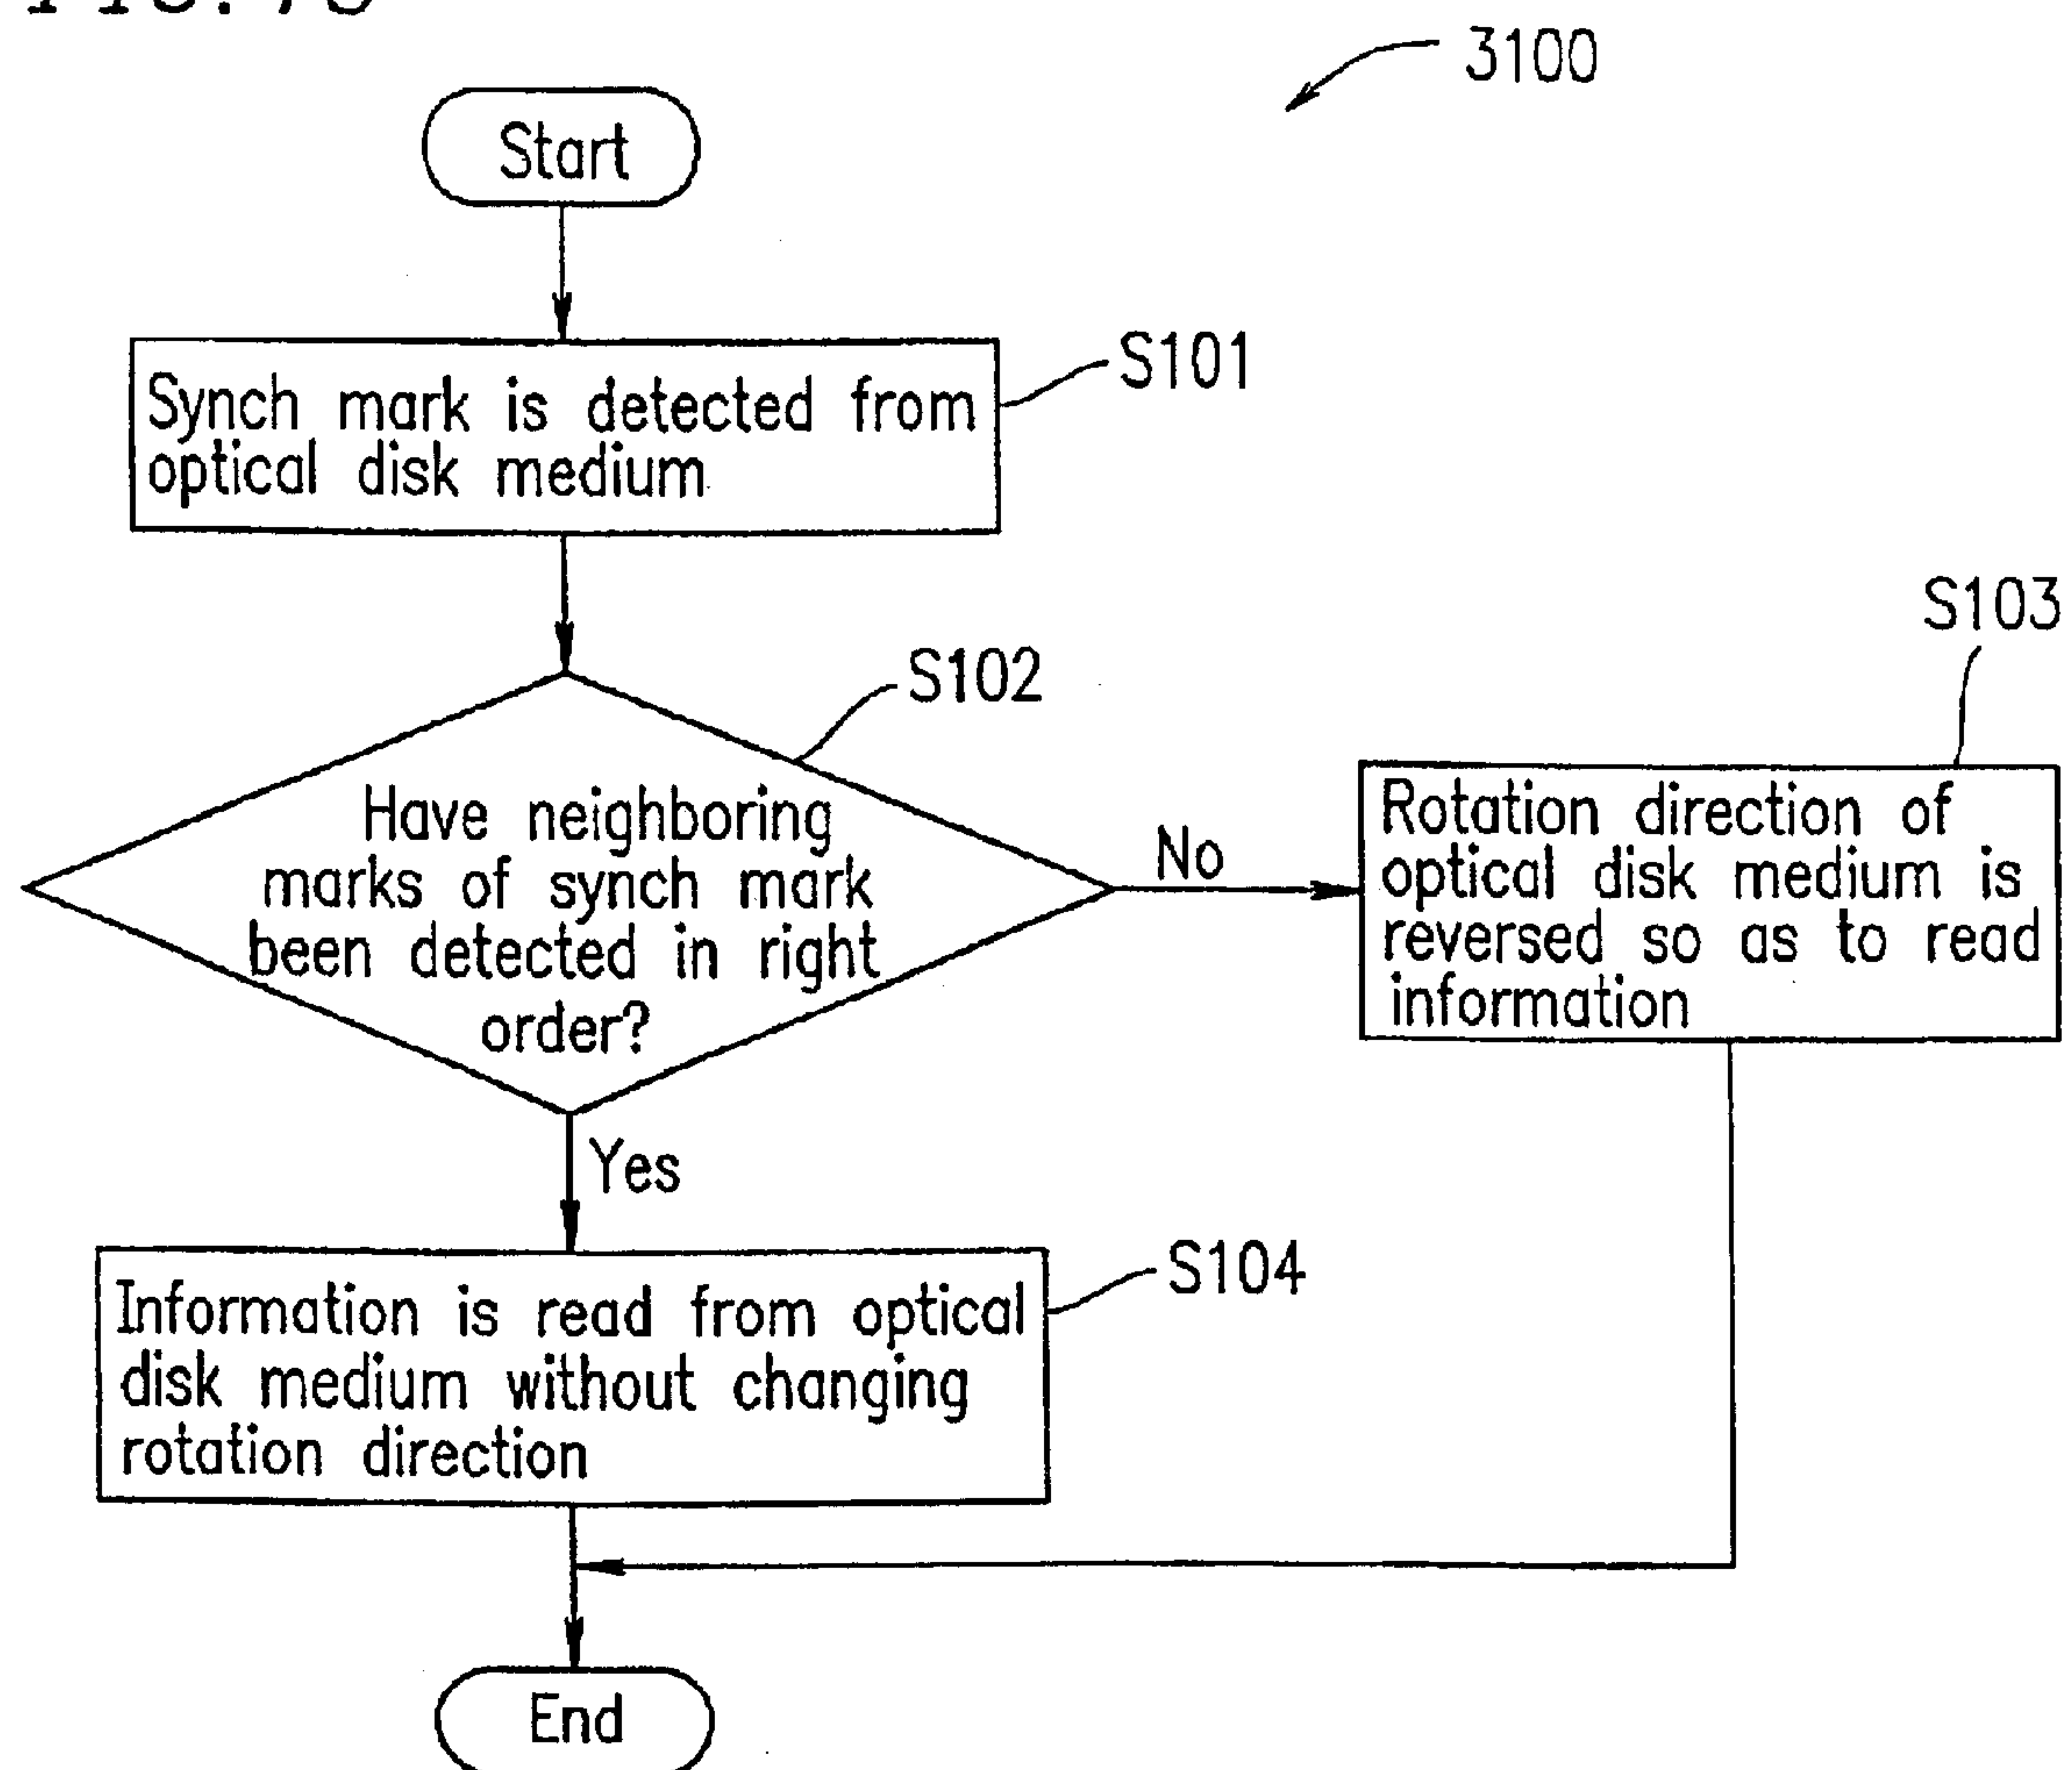 3100
Start
Synch mark is detected from
optical disk medium
S101
S102
Have neighboring
marks of synch mark
been detected in right
order?
No
S103
Rotation direction of
optical disk medium is
reversed so as to read
information
Yes
Information is read from optical
disk medium without changing
rotation direction
S104
End